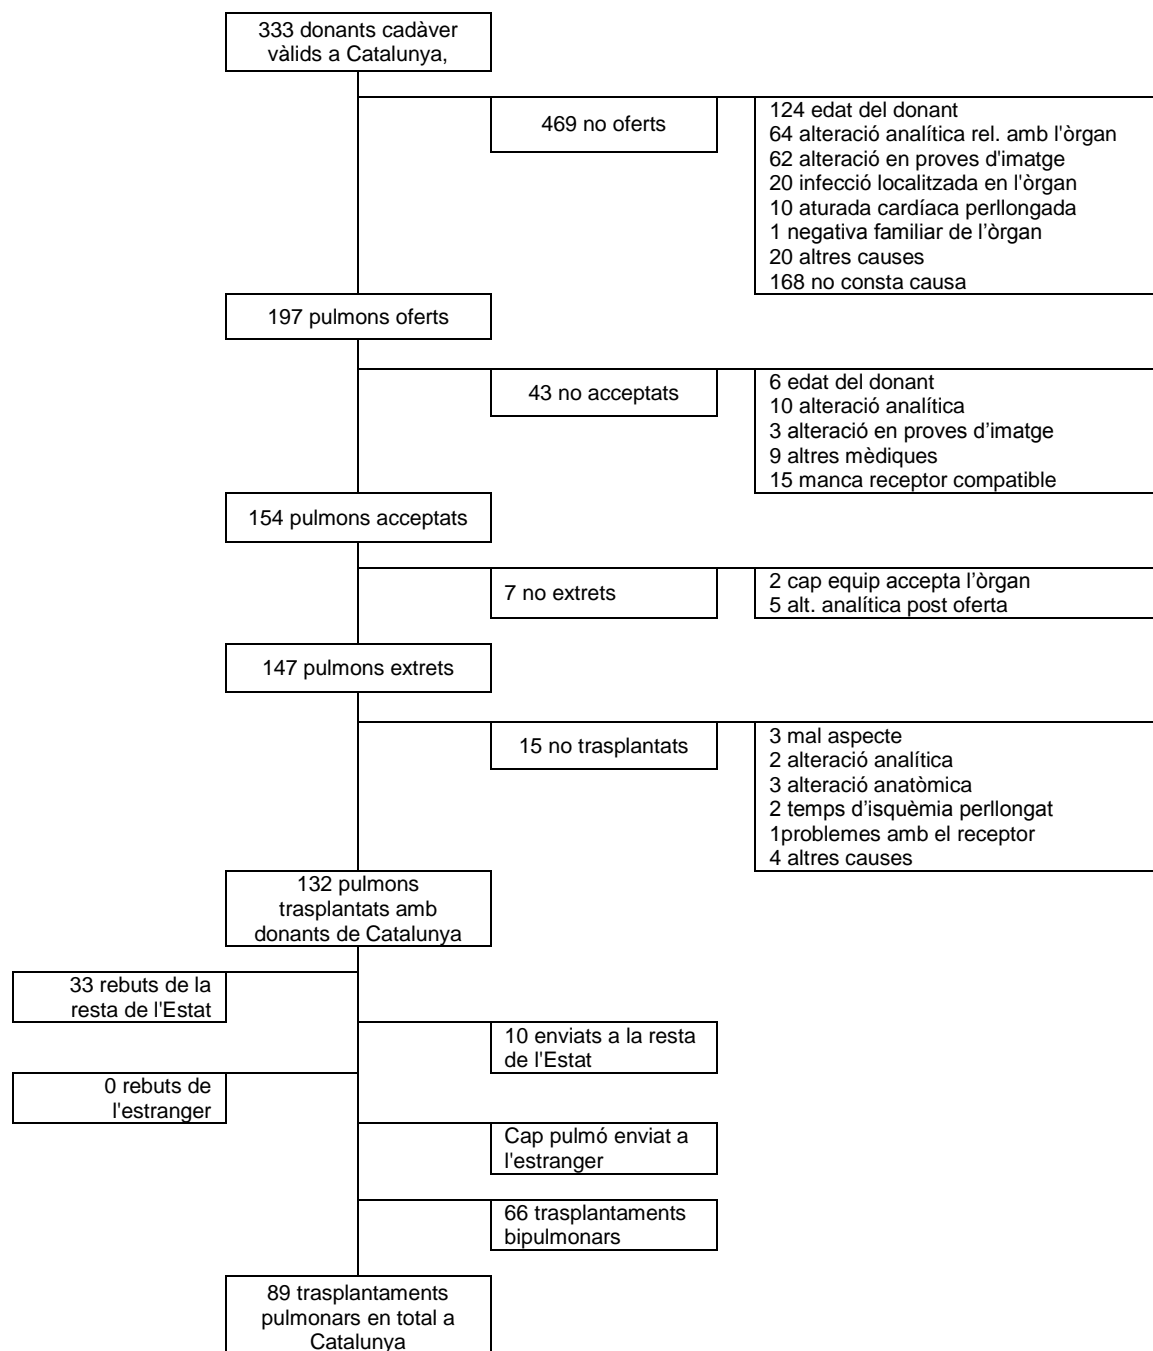 333 donants cadàver
vàlids a Catalunya,
469 no oferts
124 edat del donant
64 alteració analítica rel. amb l'òrgan
62 alteració en proves d'imatge
20 infecció localitzada en l'òrgan
10 aturada cardíaca perllongada
1 negativa familiar de l’òrgan
20 altres causes
168 no consta causa
197 pulmons oferts
43 no acceptats
6 edat del donant
10 alteració analítica
3 alteració en proves d’imatge
9 altres mèdiques
15 manca receptor compatible
154 pulmons acceptats
7 no extrets
2 cap equip accepta l’òrgan
5 alt. analítica post oferta
147 pulmons extrets
15 no trasplantats
3 mal aspecte
2 alteració analítica
3 alteració anatòmica
2 temps d’isquèmia perllongat
1problemes amb el receptor
4 altres causes
132 pulmons
trasplantats amb
donants de Catalunya
33 rebuts de la
resta de l'Estat
10 enviats a la resta
de l'Estat
0 rebuts de
l'estranger
Cap pulmó enviat a
l'estranger
66 trasplantaments
bipulmonars
89 trasplantaments
pulmonars en total a
Catalunya